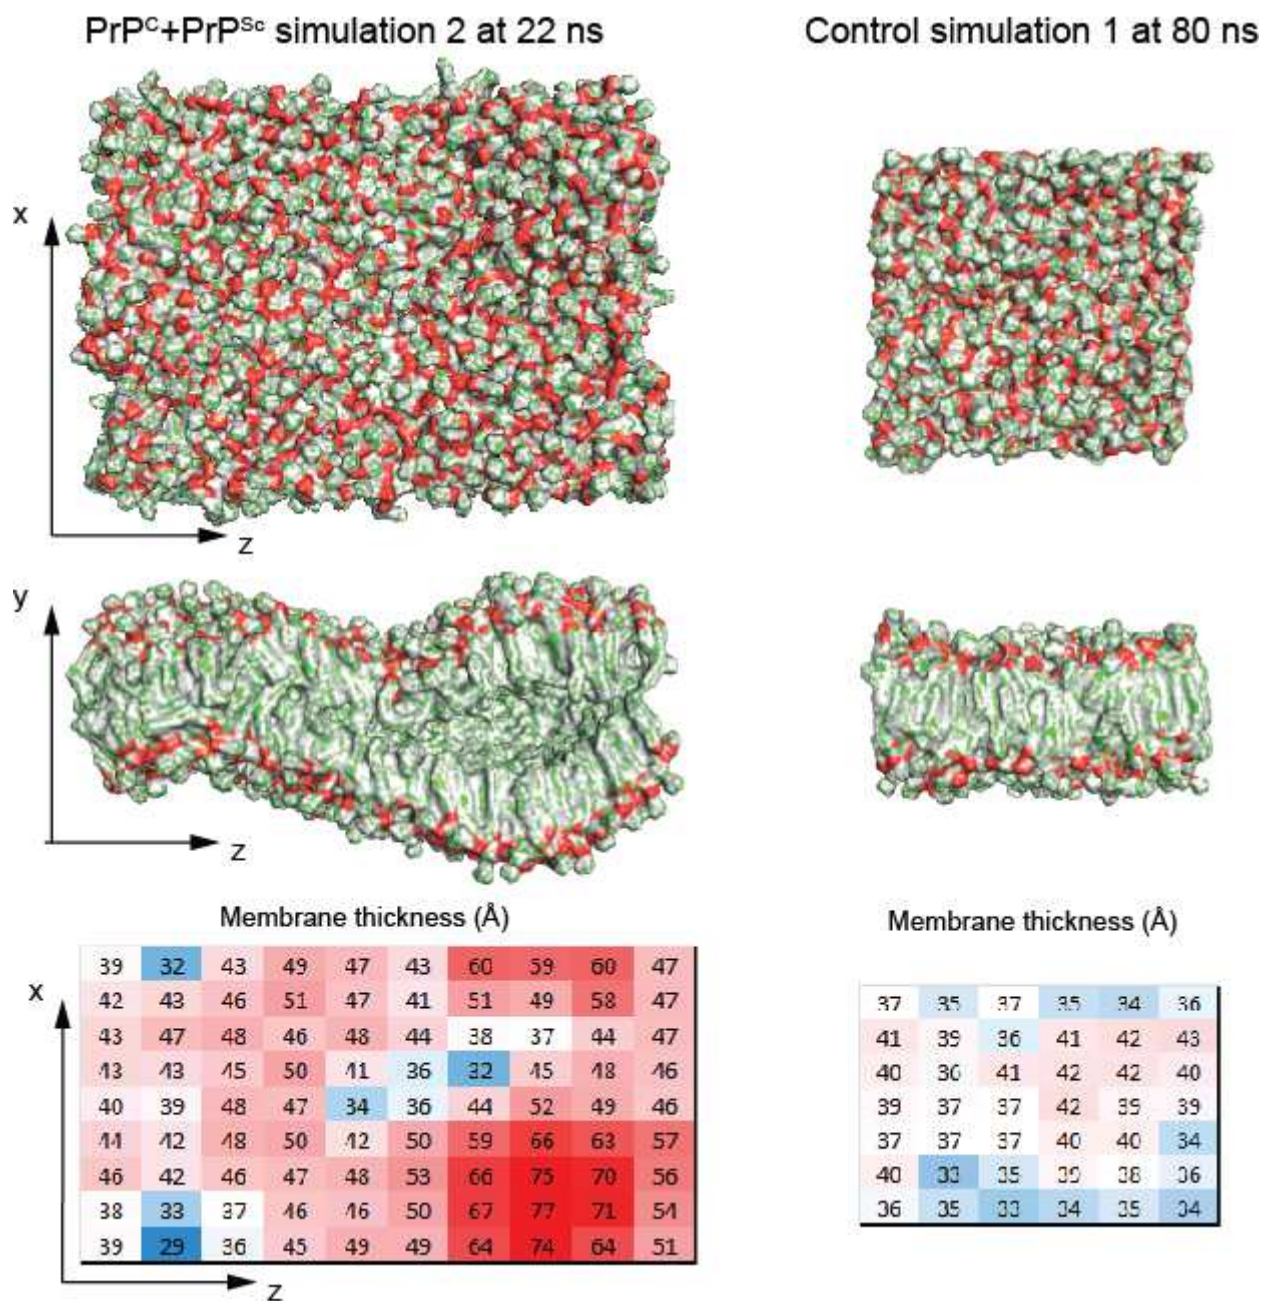 PrPC+PrPSc simulation 2 at 22 ns
Control simulation 1 at 80 ns
x
z
y
z
Membrane thickness (Å)
x
39 32 43 49 47 43 60 59 60 47
42 43 46 51 47 41 51 49 58 47
43 47 48 46 48 44 38 37 44 47
43 43 45 50 41 36 32 45 48 46
40 39 48 47 34 36 44 52 49 46
44 42 48 50 42 50 59 66 63 57
46 42 46 47 48 53 66 75 70 56
38 33 37 46 46 50 67 77 71 54
39 29 36 45 49 49 64 74 64 51
z
Membrane thickness (Å)
37 35 37 35 34 36
41 39 36 41 42 43
40 41 42 42 40
39 37 37 42 39 39
37 37 37 40 40 34
40 33 35 39 38 36
36 35 33 34 35 34